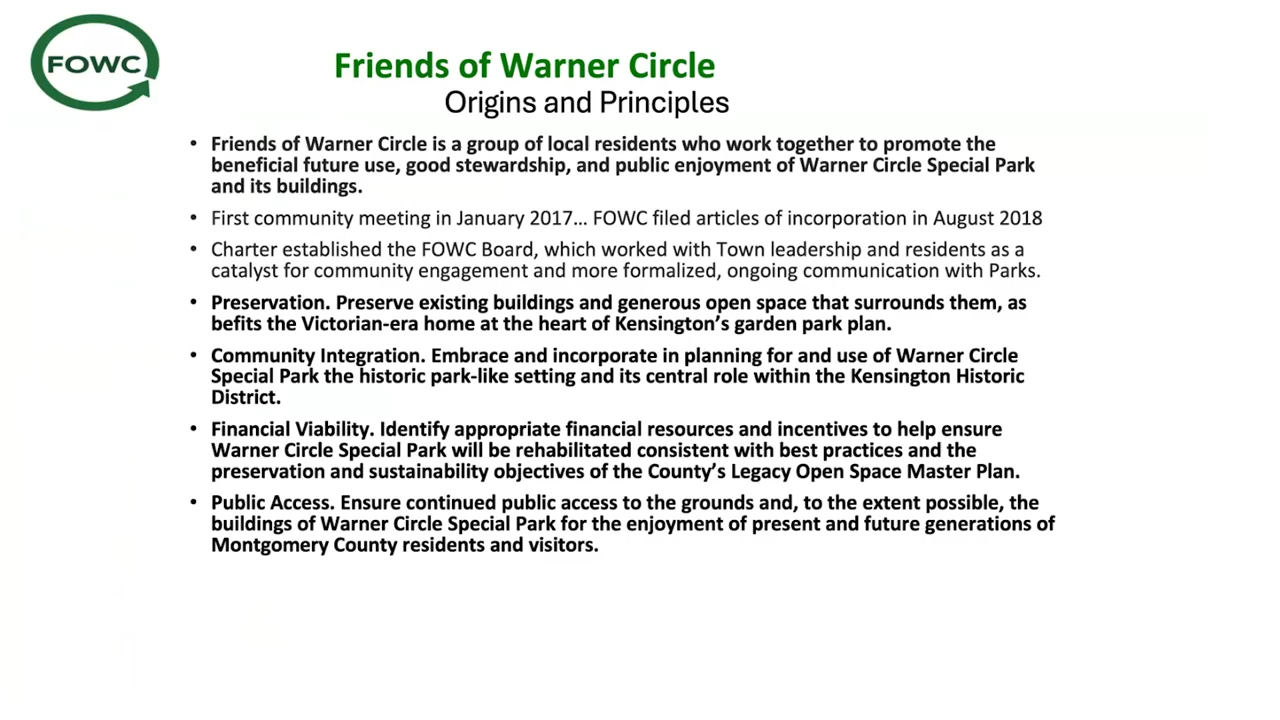 FOWC
Friends of Warner Circle
Origins and Principles
• Friends of Warner Circle is a group of local residents who work together to promote the
beneficial future use, good stewardship, and public enjoyment of Warner Circle Special Park
and its buildings.
• First community meeting in January 2017… FOWC filed articles of incorporation in August 2018
• Charter established the FOWC Board, which worked with Town leadership and residents as a
catalyst for community engagement and more formalized, ongoing communication with Parks.
• Preservation. Preserve existing buildings and generous open space that surrounds them, as
befits the Victorian-era home at the heart of Kensington’s garden park plan.
• Community Integration. Embrace and incorporate in planning for and use of Warner Circle
Special Park the historic park-like setting and its central role within the Kensington Historic
District.
• Financial Viability. Identify appropriate financial resources and incentives to help ensure
Warner Circle Special Park will be rehabilitated consistent with best practices and the
preservation and sustainability objectives of the County’s Legacy Open Space Master Plan.
• Public Access. Ensure continued public access to the grounds and, to the extent possible, the
buildings of Warner Circle Special Park for the enjoyment of present and future generations of
Montgomery County residents and visitors.